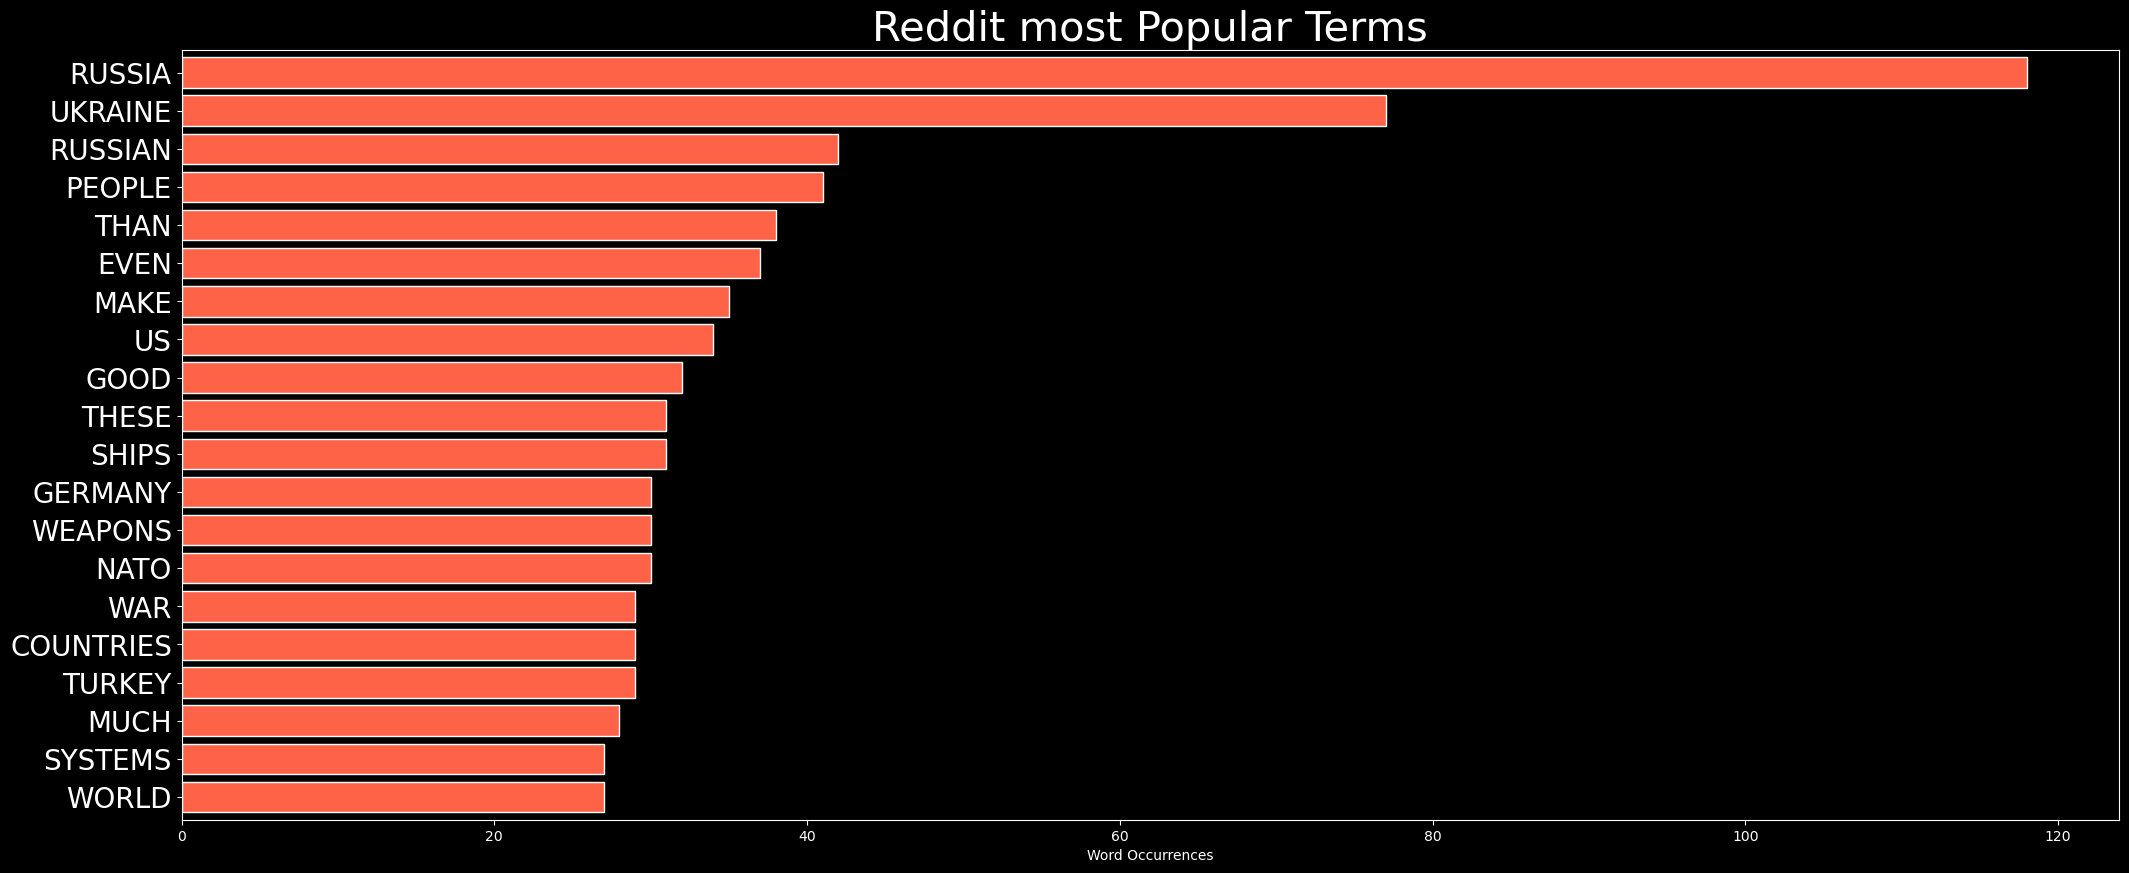 Reddit most Popular Terms
RUSSIA
UKRAINE
RUSSIAN
PEOPLE
THAN
EVEN
MAKE
US
GOOD
THESE
SHIPS
GERMANY
WEAPONS
NATO
WAR
COUNTRIES
TURKEY
MUCH
SYSTEMS
WORLD
0 20 40 60 80 100 120
Word Occurrences